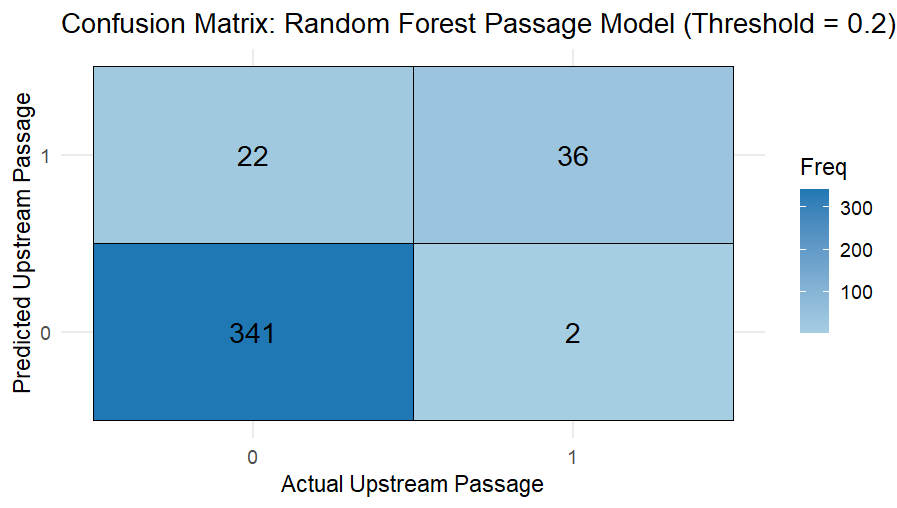 Confusion Matrix: Random Forest Passage Model (Threshold = 0.2)
Predicted Upstream Passage
1
0
22
36
341
2
0
1
Actual Upstream Passage
Freq
300
200
100